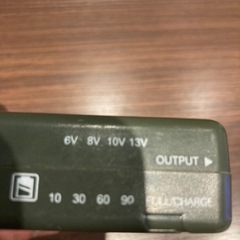 6V 8V 10V 13V
OUTPUT
10 30 60 90 FULL/CHARGE